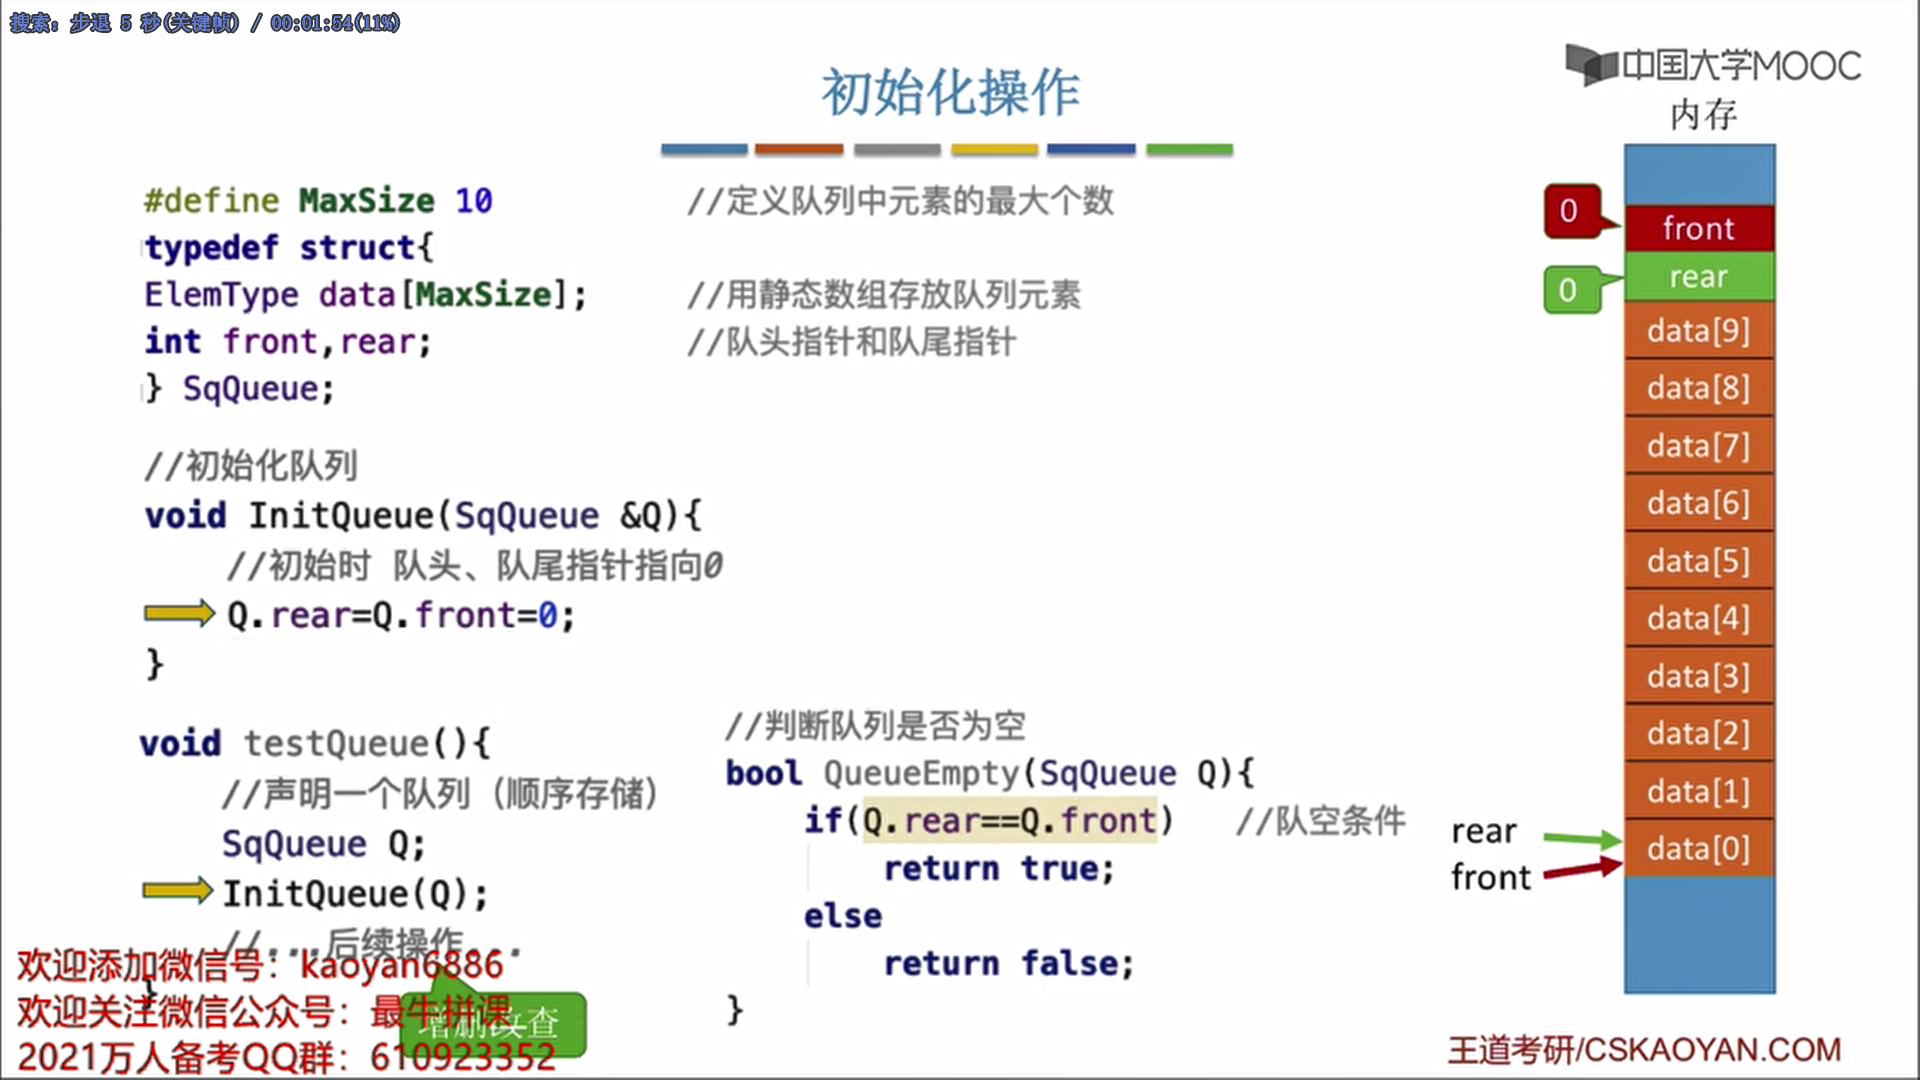 搜索: 步退 5 秒(关键帧) / 00:01:54(11%)
中国大学MOOC
初始化操作
内存
#define MaxSize 10 //定义队列中元素的最大个数
typedef struct{
ElemType data[MaxSize]; //用静态数组存放队列元素
int front,rear; //队头指针和队尾指针
} SqQueue;
//初始化队列
void InitQueue(SqQueue &Q){
//初始时 队头、队尾指针指向0
Q.rear=Q.front=0;
}
void testQueue(){
//声明一个队列（顺序存储）
SqQueue Q;
InitQueue(Q);
//...后续操作...
}
增删改查
//判断队列是否为空
bool QueueEmpty(SqQueue Q){
if(Q.rear==Q.front) //队空条件
return true;
else
return false;
}
0
front
0
rear
data[9]
data[8]
data[7]
data[6]
data[5]
data[4]
data[3]
data[2]
data[1]
data[0]
rear
front
欢迎添加微信号：kaoyan6886
欢迎关注微信公众号：最牛拼课
2021万人备考QQ群：610923352
王道考研/CSKAOYAN.COM